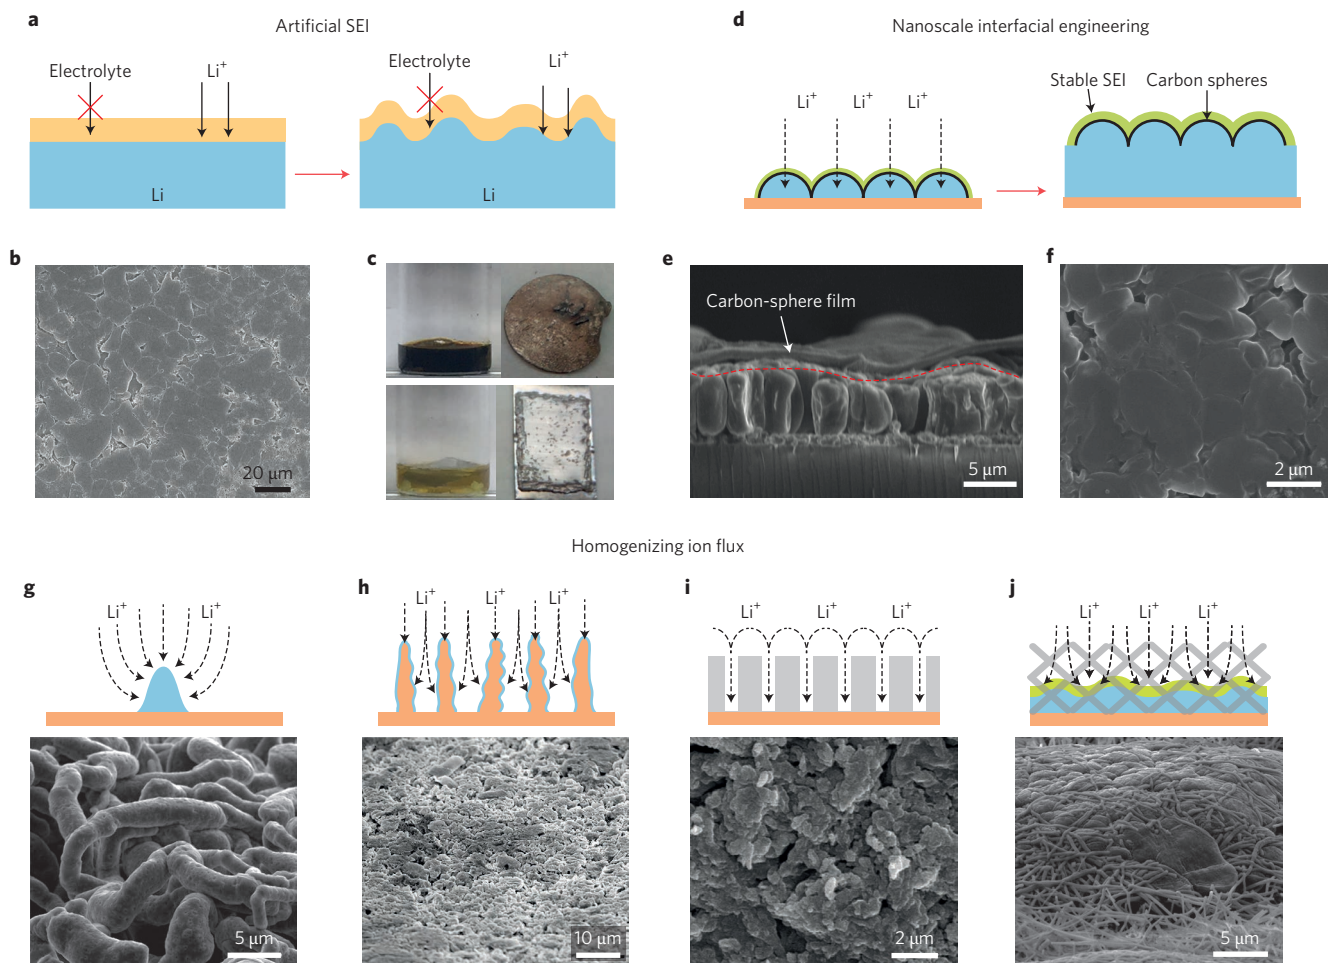 a
Artificial SEI
Electrolyte
Li⁺
Li
Electrolyte
Li⁺
Li
d
Nanoscale interfacial engineering
Li⁺ Li⁺ Li⁺
Stable SEI
Carbon spheres
b
20 μm
c
e
Carbon-sphere film
5 μm
f
2 μm
Homogenizing ion flux
g
Li⁺ Li⁺
5 μm
h
Li⁺ Li⁺ Li⁺
10 μm
i
Li⁺ Li⁺ Li⁺
2 μm
j
Li⁺ Li⁺ Li⁺
5 μm